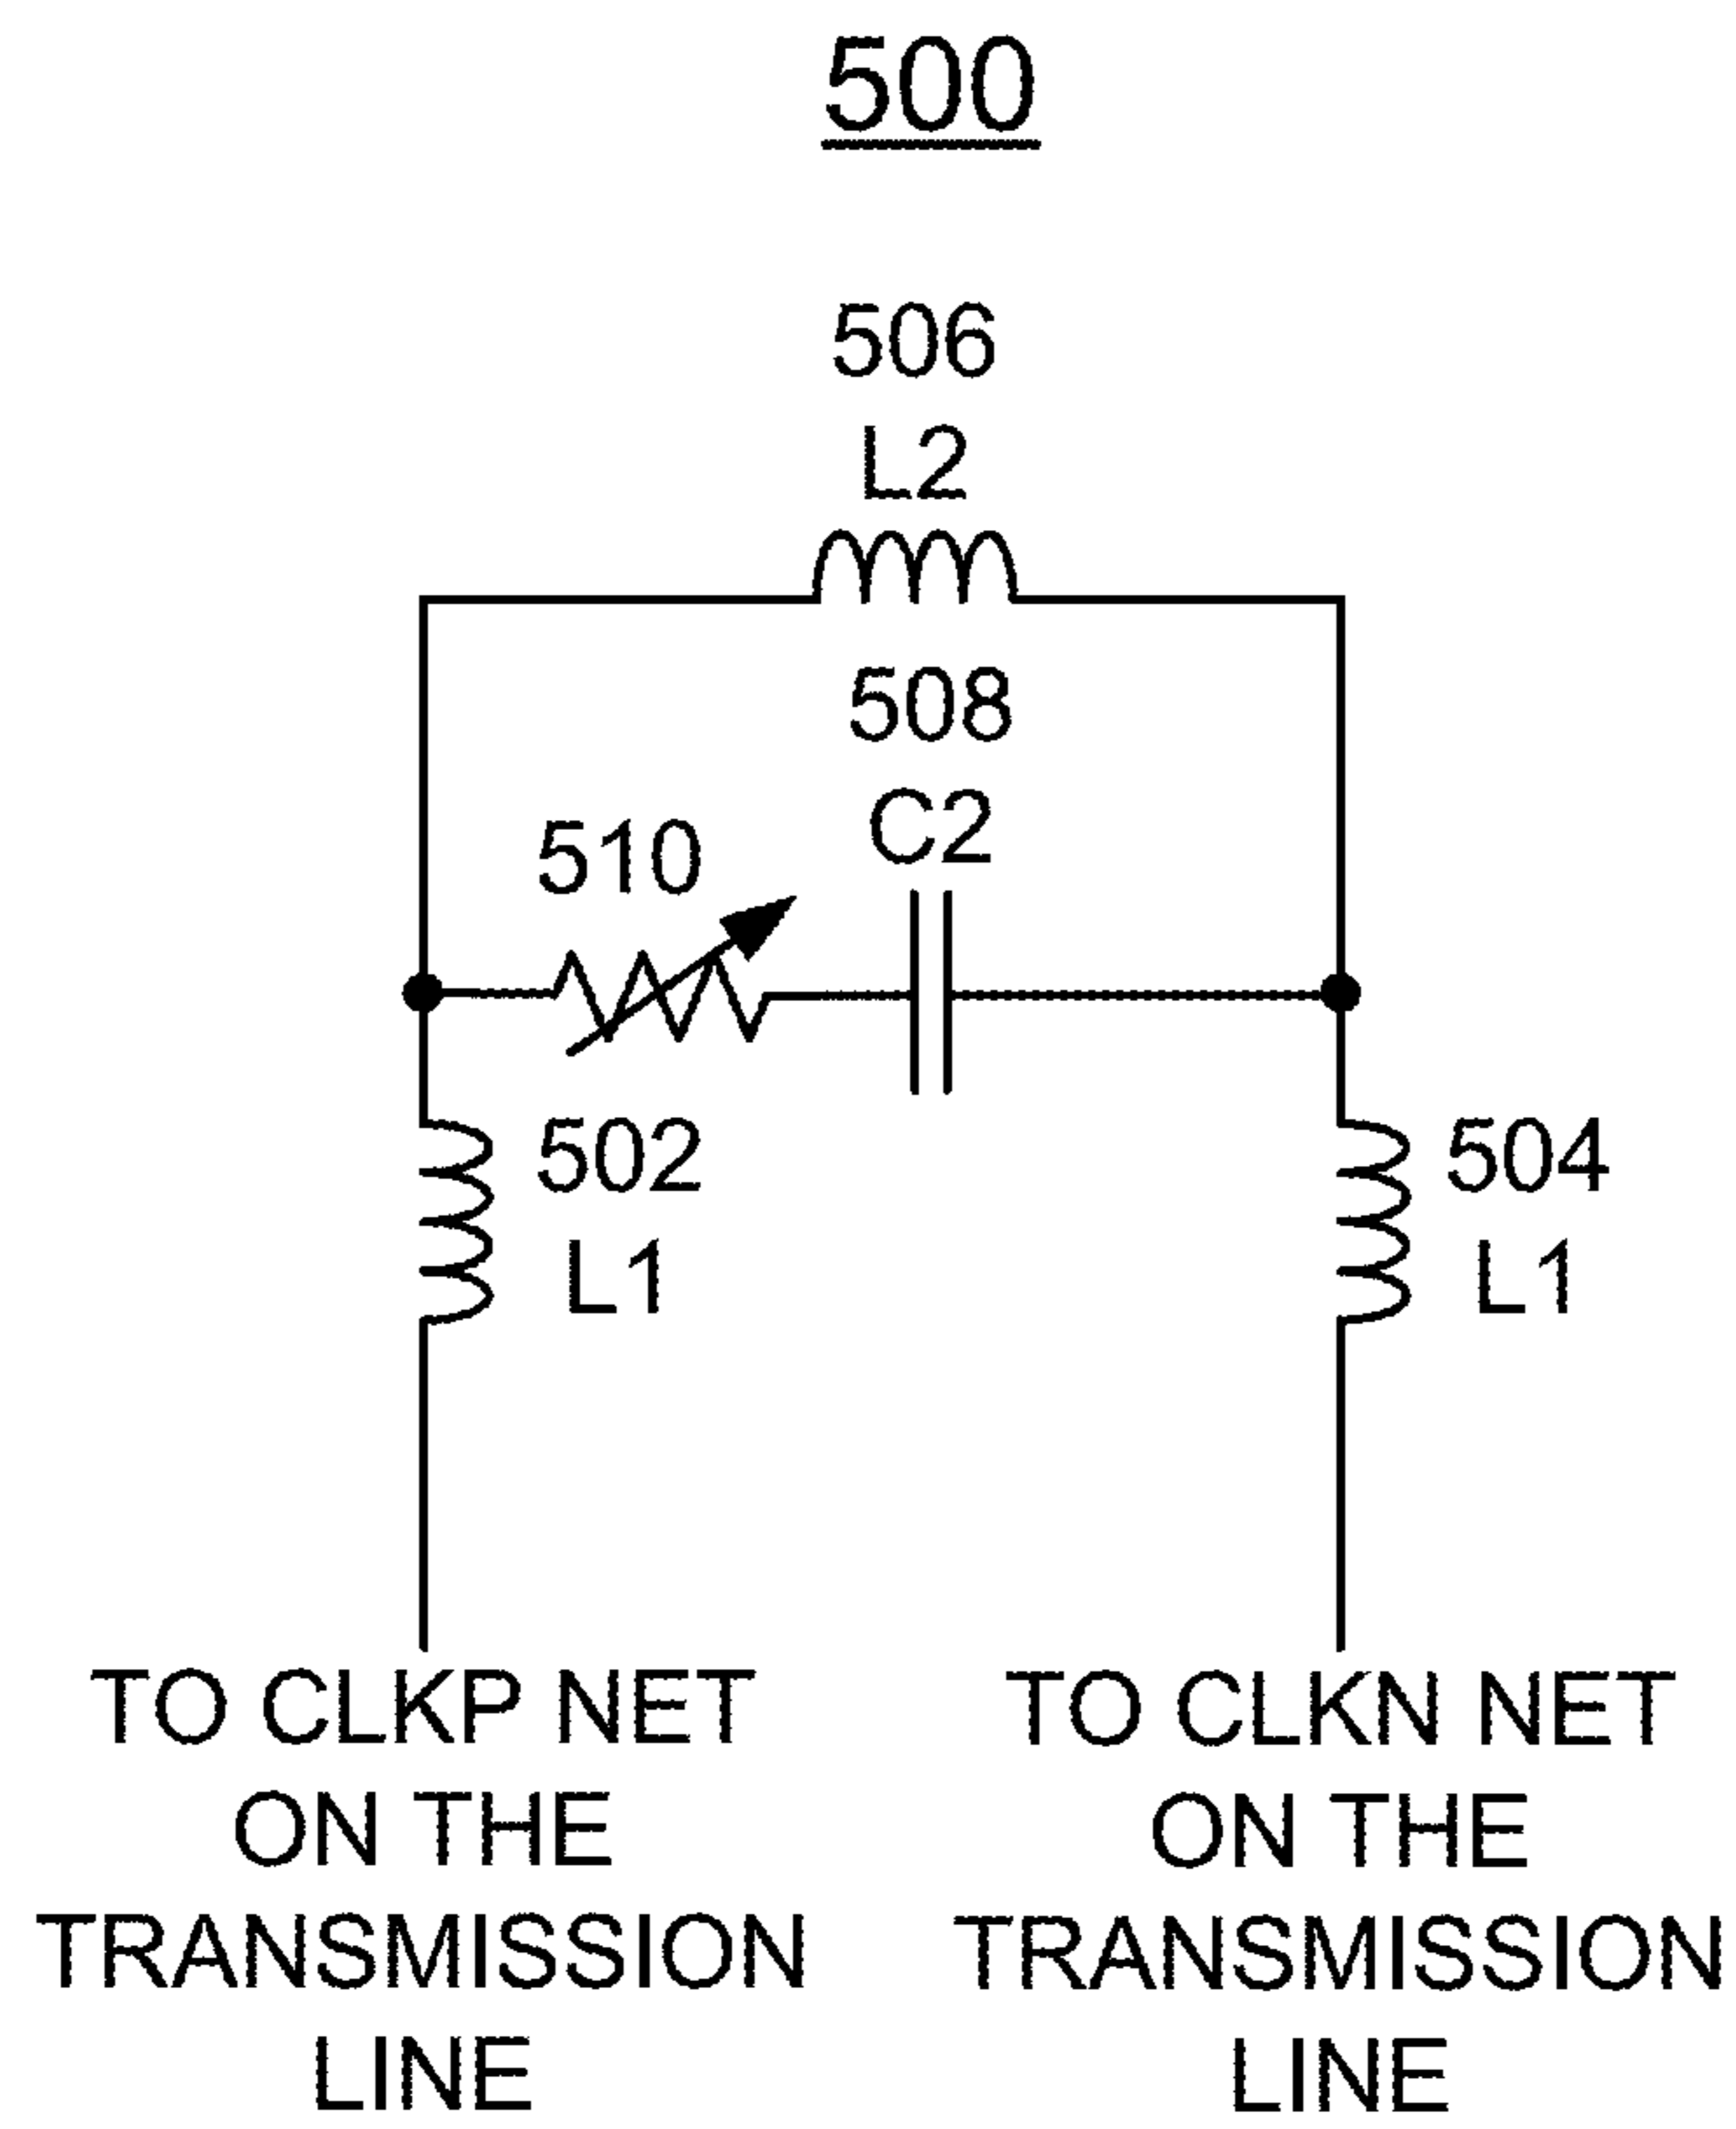 500
506
L2
508
C2
510
502
L1
504
L1
TO CLKP NET
ON THE
TRANSMISSION
LINE
TO CLKN NET
ON THE
TRANSMISSION
LINE